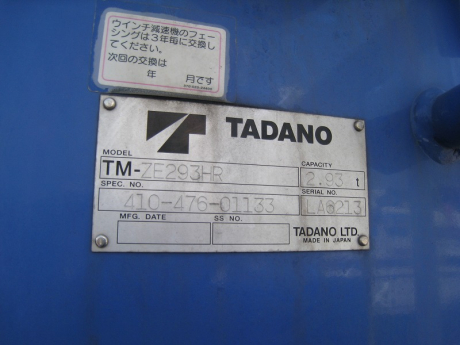 ウインチ減速機のフェー
シングは3年毎に交換し
てください。
次回の交換は
年 月です
TADANO
MODEL
TM-ZE293HR
CAPACITY
2.93 t
SPEC. NO.
410-476-01133
SERIAL NO.
LA8213
MFG. DATE
SS NO.
TADANO LTD.
MADE IN JAPAN